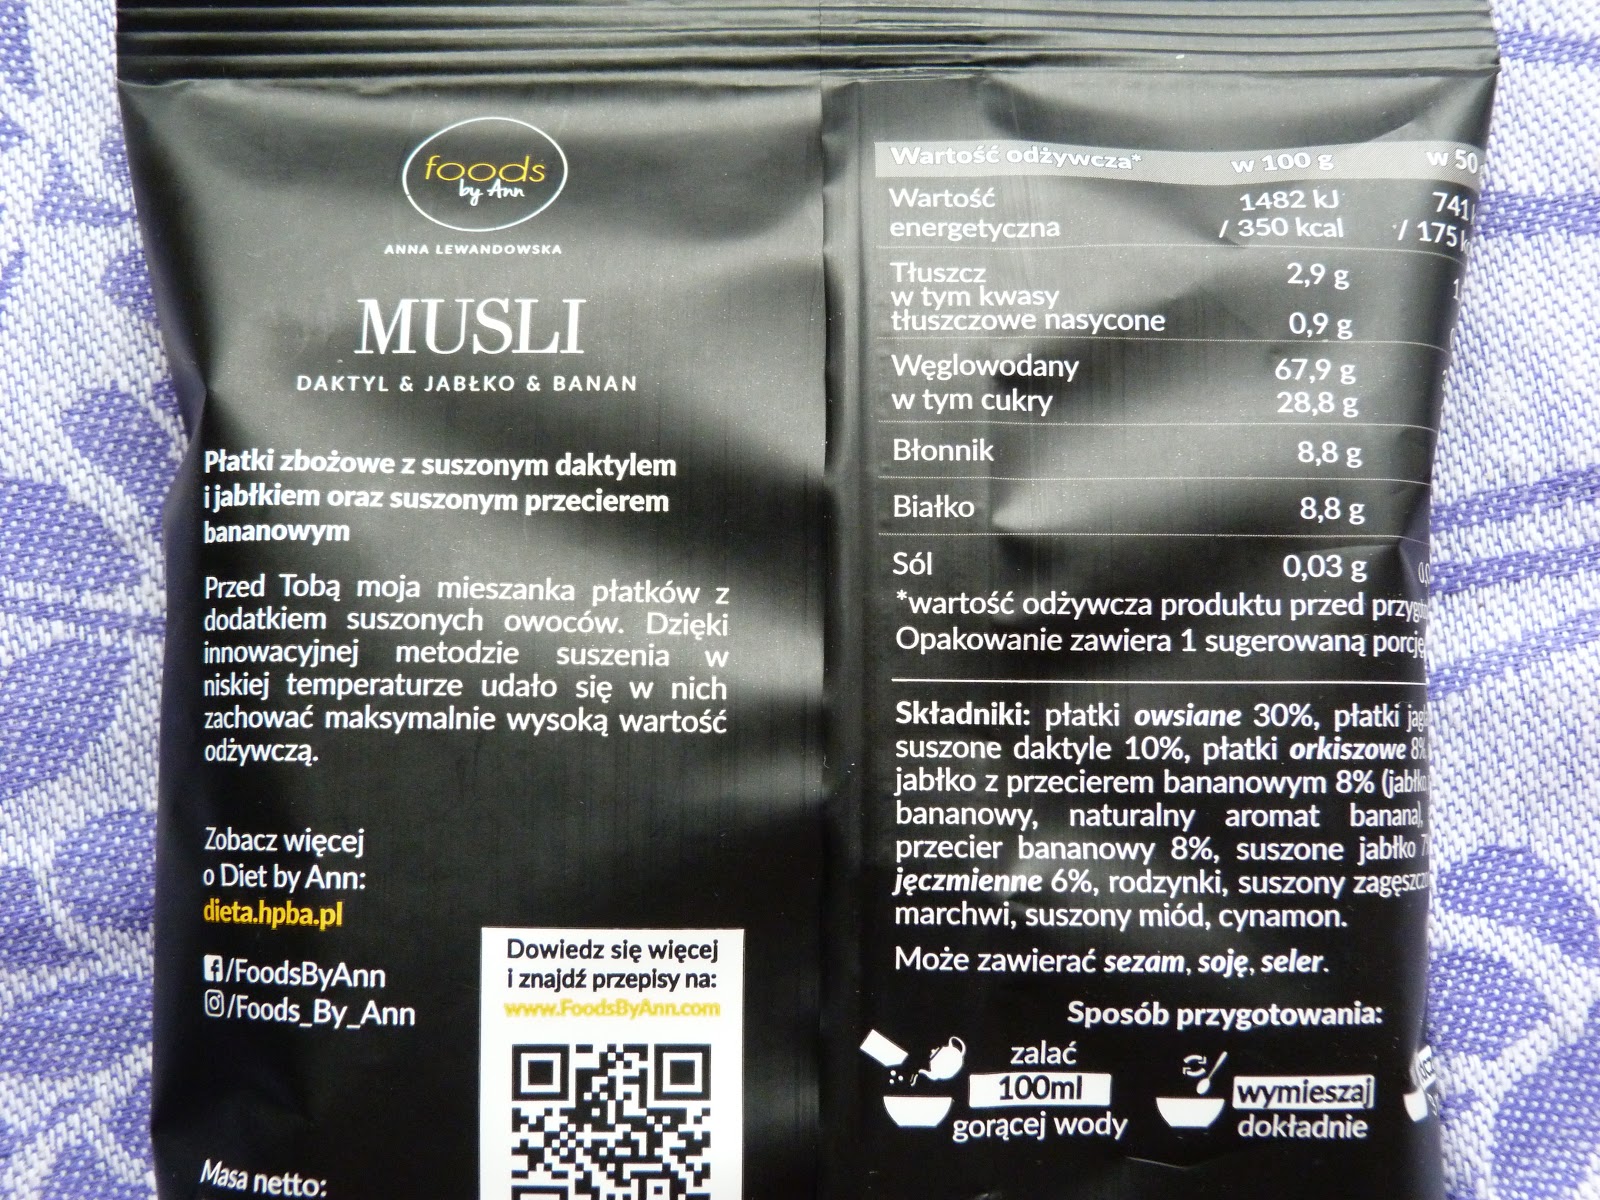 foods
by Ann
ANNA LEWANDOWSKA
MUSLI
DAKTYL & JABŁKO & BANAN
Płatki zbożowe z suszonym daktylem
i jabłkiem oraz suszonym przecierem
bananowym
Przed Tobą moja mieszanka płatków z
dodatkiem suszonych owoców. Dzięki
innowacyjnej metodzie suszenia w
niskiej temperaturze udało się w nich
zachować maksymalnie wysoką wartość
odżywczą.
Zobacz więcej
o Diet by Ann:
dieta.hpba.pl
/FoodsByAnn
/Foods_By_Ann
Dowiedz się więcej
i znajdź przepisy na:
www.FoodsByAnn.com
Masa netto:
Wartość odżywcza* w 100 g w 50
Wartość 1482 kJ 741
energetyczna / 350 kcal / 175
Tłuszcz 2,9 g
w tym kwasy
tłuszczowe nasycone 0,9 g
Węglowodany 67,9 g
w tym cukry 28,8 g
Błonnik 8,8 g
Białko 8,8 g
Sól 0,03 g
*wartość odżywcza produktu przed
Opakowanie zawiera 1 sugerowaną porcję
Składniki: płatki owsiane 30%, płatki
suszone daktyle 10%, płatki orkiszowe 8%
jabłko z przecierem bananowym 8% (jabłko
bananowy, naturalny aromat banana),
przecier bananowy 8%, suszone jabłko
jęczmienne 6%, rodzynki, suszony
marchwi, suszony miód, cynamon.
Może zawierać sezam, soję, seler.
Sposób przygotowania:
zalać
100ml
gorącej wody
wymieszaj
dokładnie